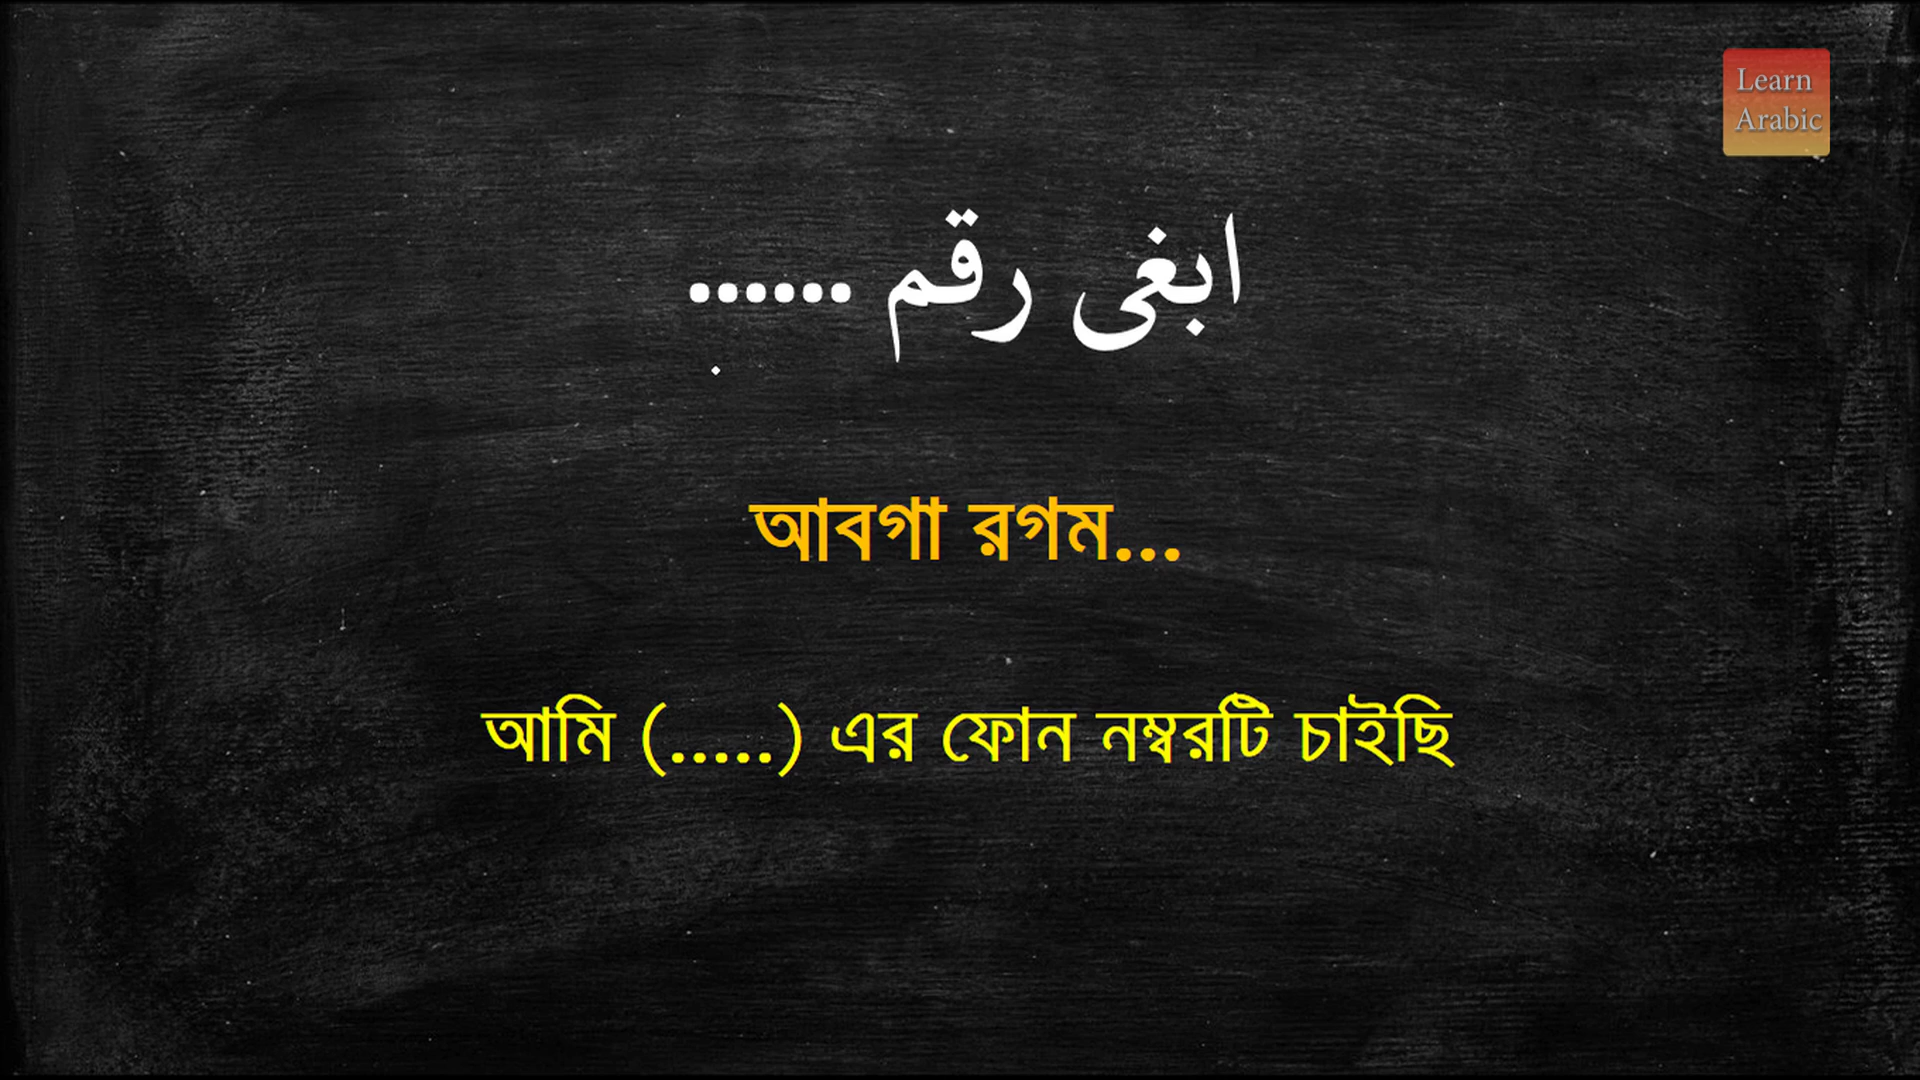 Learn
Arabic
ابغى رقم ......
আবগা রগম...
আমি (.....) এর ফোন নম্বরটি চাইছি